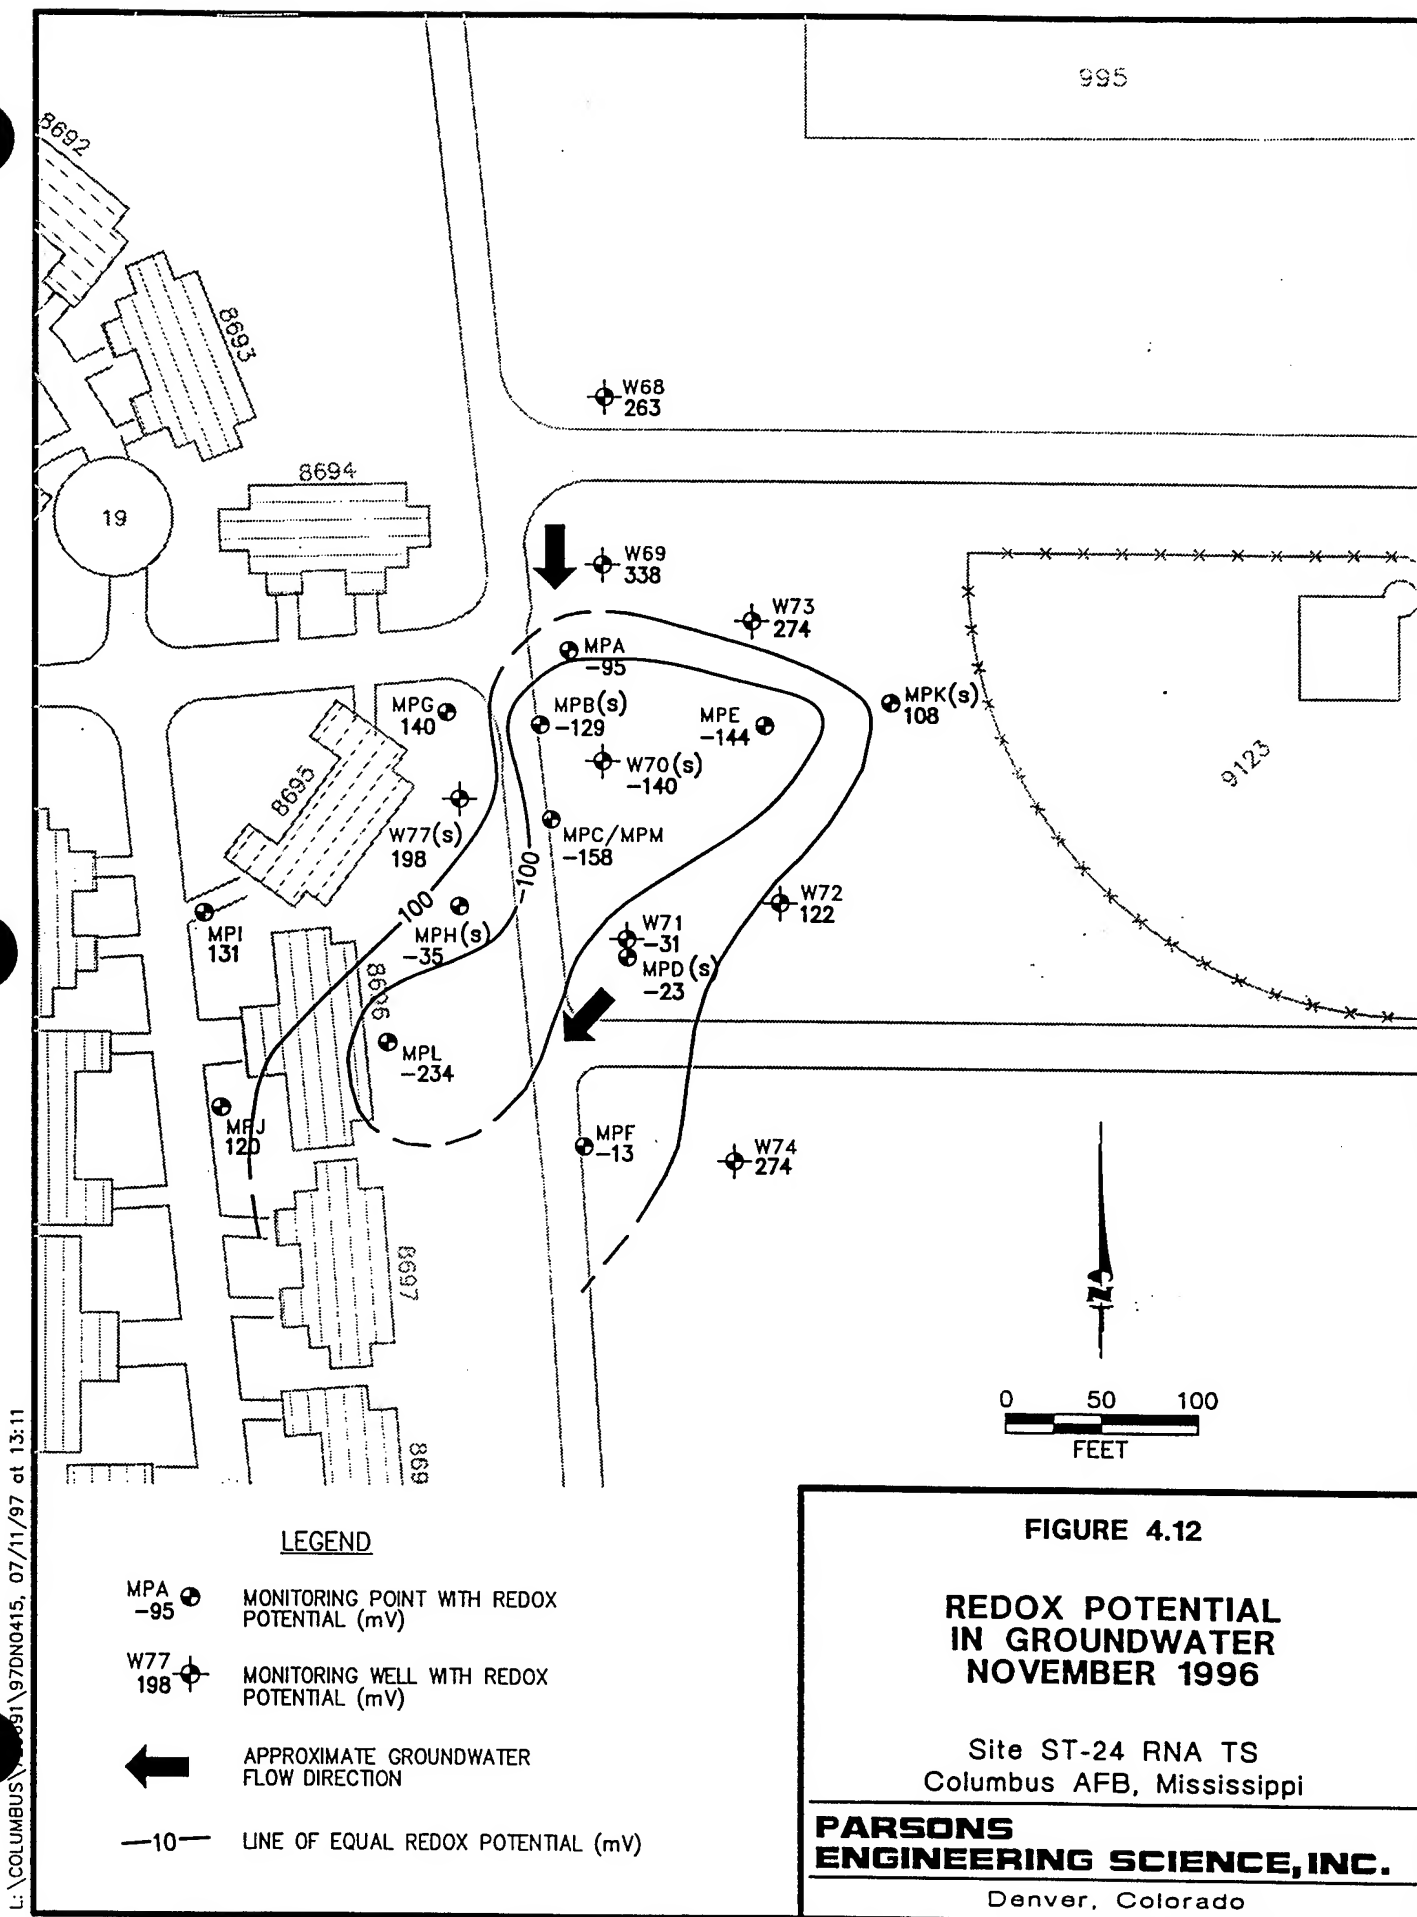 995
8692
8693
W68
263
8694
19
W69
338
W73
274
MPA
-95
MPK(s)
108
MPG
140
MPB(s)
-129
MPE
-144
W70(s)
-140
9123
8695
W77(s)
198
MPC/MPM
-158
100
-100
W72
122
MPI
131
MPH(s)
-35
W71
-31
MPD(s)
-23
8696
MPL
-234
MPJ
120
MPF
-13
W74
274
8697
N
869
0 50 100
FEET
LEGEND
MPA
-95
MONITORING POINT WITH REDOX
POTENTIAL (mV)
W77
198
MONITORING WELL WITH REDOX
POTENTIAL (mV)
APPROXIMATE GROUNDWATER
FLOW DIRECTION
—10—
LINE OF EQUAL REDOX POTENTIAL (mV)
FIGURE 4.12
REDOX POTENTIAL
IN GROUNDWATER
NOVEMBER 1996
Site ST-24 RNA TS
Columbus AFB, Mississippi
PARSONS
ENGINEERING SCIENCE, INC.
Denver, Colorado
97DN0415, 07/11/97 at 13:11